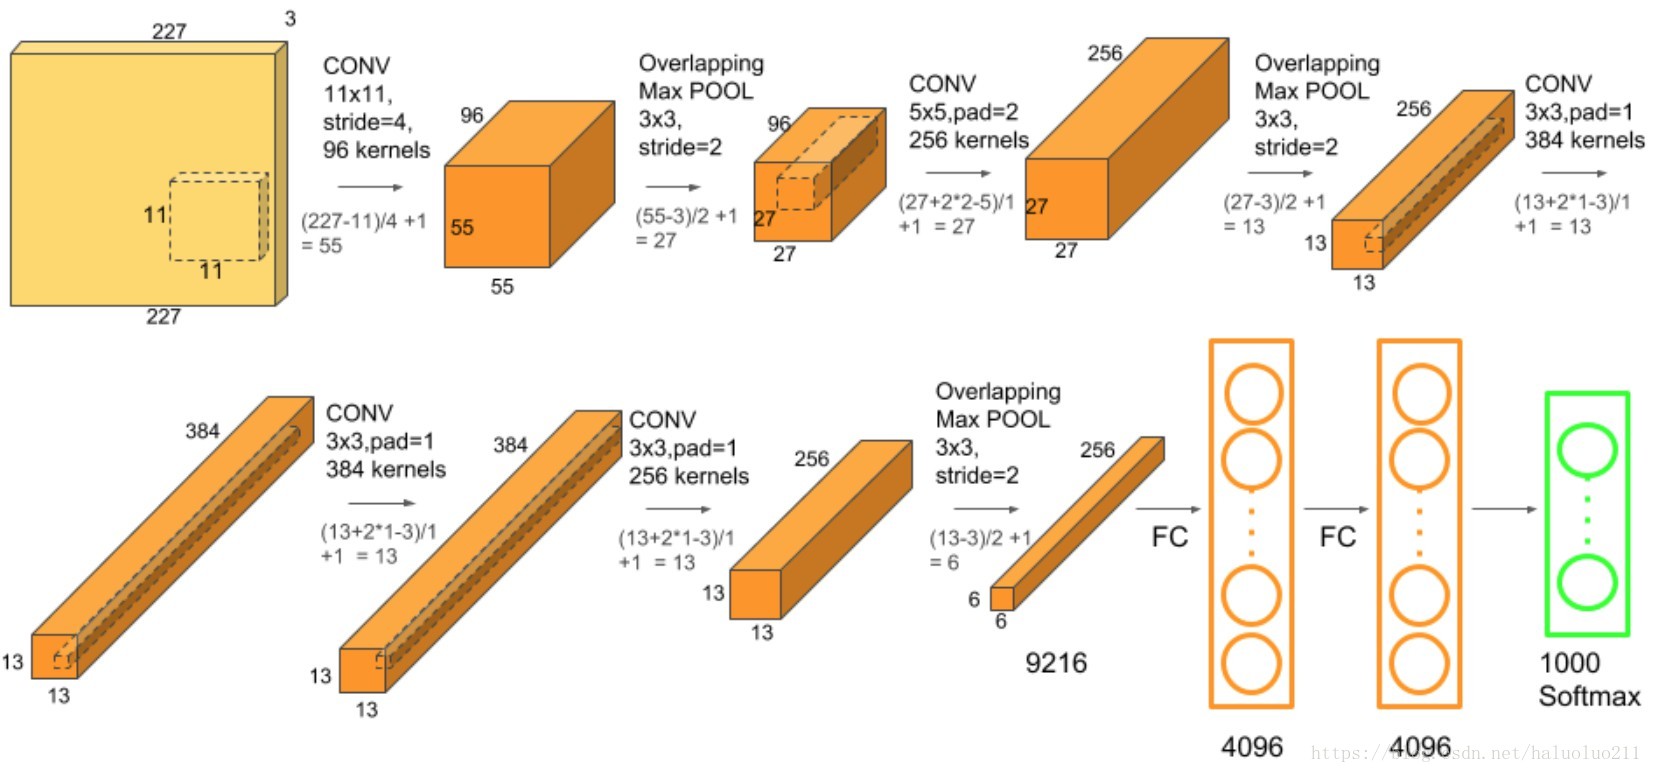 3
227
11
11
227
CONV
11x11,
stride=4,
96 kernels
(227-11)/4 +1
= 55
96
55
55
Overlapping
Max POOL
3x3,
stride=2
(55-3)/2 +1
= 27
96
27
27
CONV
5x5,pad=2
256 kernels
(27+2*2-5)/1
+1 = 27
256
27
27
Overlapping
Max POOL
3x3,
stride=2
(27-3)/2 +1
= 13
256
13
13
CONV
3x3,pad=1
384 kernels
(13+2*1-3)/1
+1 = 13
384
13
13
CONV
3x3,pad=1
384 kernels
(13+2*1-3)/1
+1 = 13
384
13
13
CONV
3x3,pad=1
256 kernels
(13+2*1-3)/1
+1 = 13
256
13
13
Overlapping
Max POOL
3x3,
stride=2
(13-3)/2 +1
= 6
256
6
6
9216
FC
4096
FC
4096
1000
Softmax
https://blog.csdn.net/haluoluo211